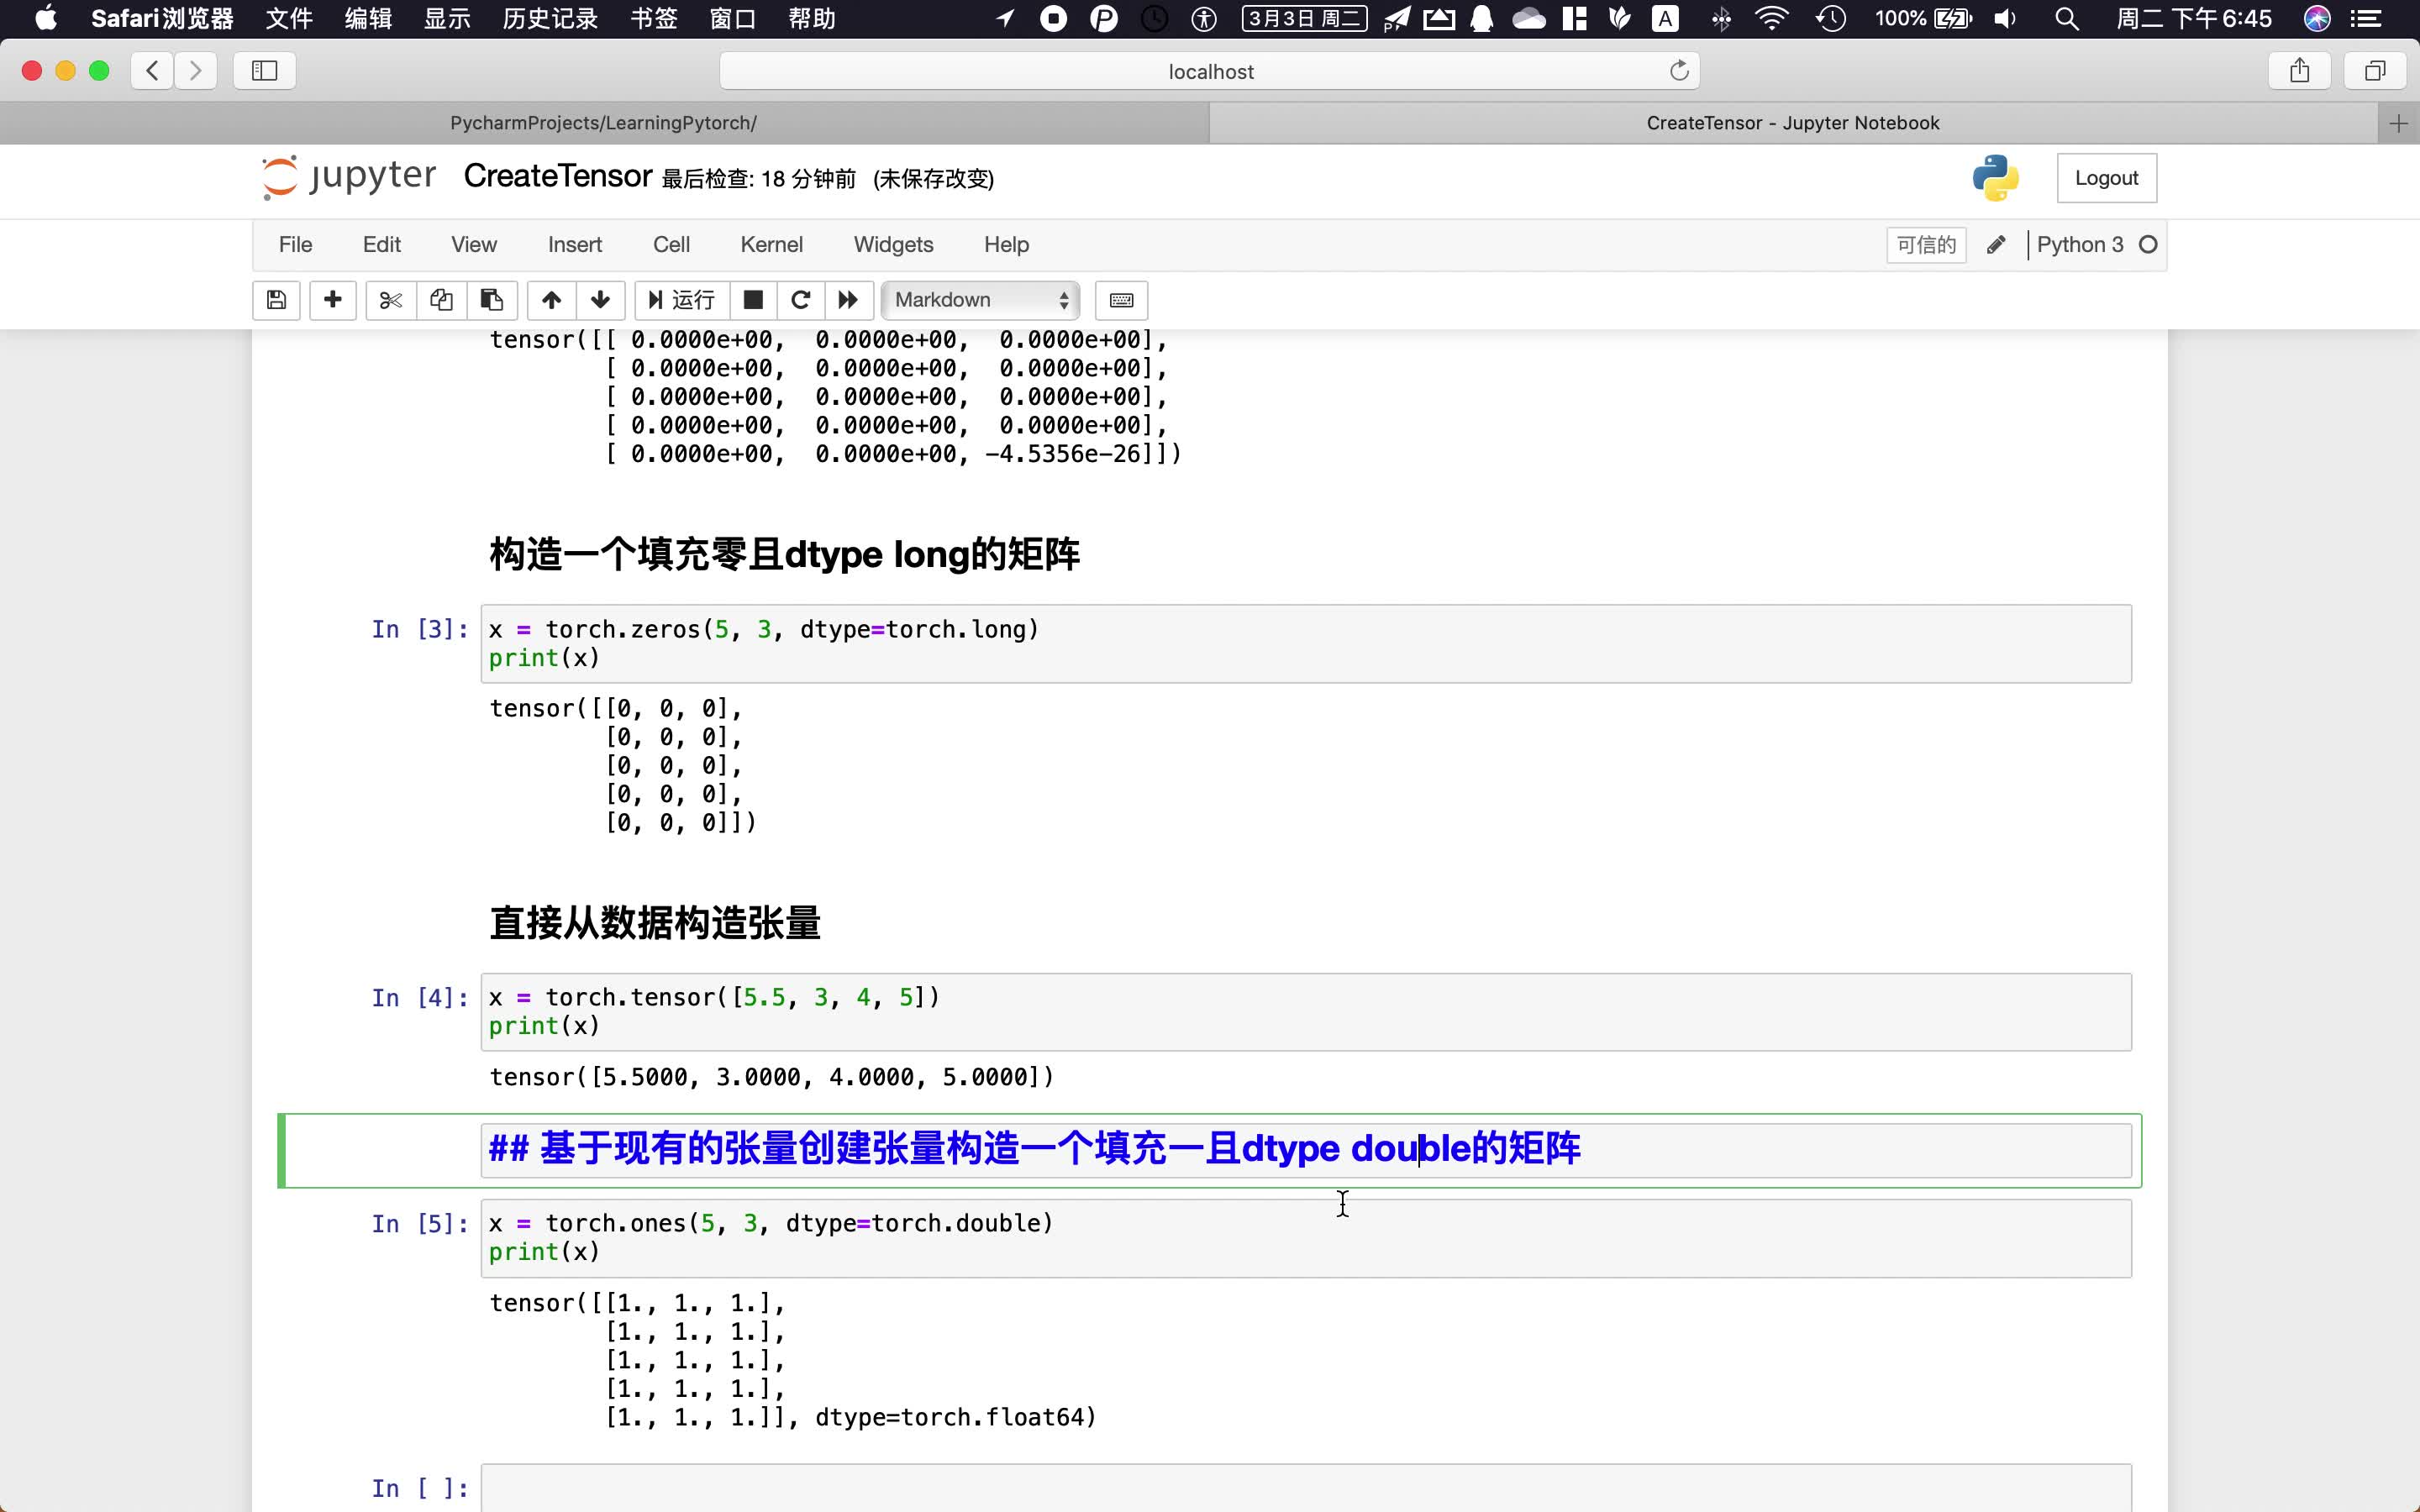 Safari浏览器 文件 编辑 显示 历史记录 书签 窗口 帮助 3月3日 周二 A 100% 周二 下午6:45
localhost
PycharmProjects/LearningPytorch/ CreateTensor - Jupyter Notebook
jupyter CreateTensor 最后检查: 18 分钟前 (未保存改变) Logout
File Edit View Insert Cell Kernel Widgets Help 可信的 Python 3
运行 Markdown
tensor([[ 0.0000e+00, 0.0000e+00, 0.0000e+00],
[ 0.0000e+00, 0.0000e+00, 0.0000e+00],
[ 0.0000e+00, 0.0000e+00, 0.0000e+00],
[ 0.0000e+00, 0.0000e+00, 0.0000e+00],
[ 0.0000e+00, 0.0000e+00, -4.5356e-26]])
构造一个填充零且dtype long的矩阵
In [3]: x = torch.zeros(5, 3, dtype=torch.long)
print(x)
tensor([[0, 0, 0],
[0, 0, 0],
[0, 0, 0],
[0, 0, 0],
[0, 0, 0]])
直接从数据构造张量
In [4]: x = torch.tensor([5.5, 3, 4, 5])
print(x)
tensor([5.5000, 3.0000, 4.0000, 5.0000])
## 基于现有的张量创建张量构造一个填充一且dtype double的矩阵
In [5]: x = torch.ones(5, 3, dtype=torch.double)
print(x)
tensor([[1., 1., 1.],
[1., 1., 1.],
[1., 1., 1.],
[1., 1., 1.],
[1., 1., 1.]], dtype=torch.float64)
In [ ]: